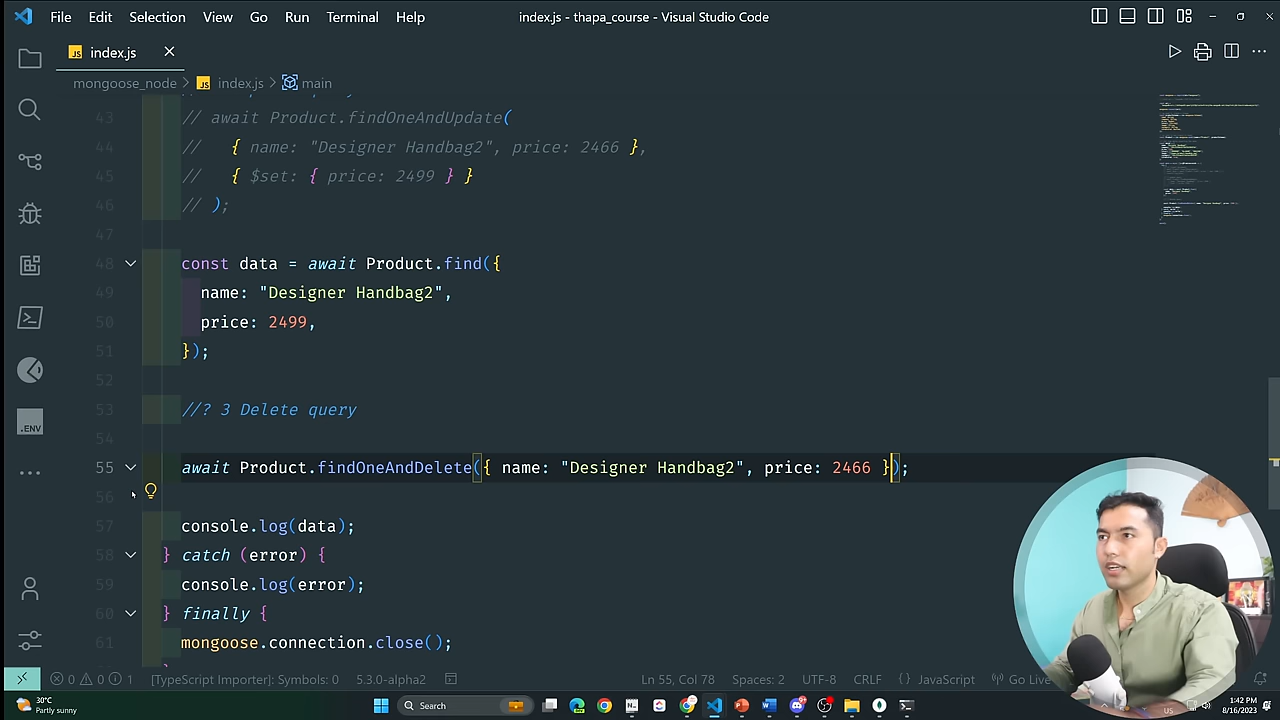 File Edit Selection View Go Run Terminal Help
index.js - thapa_course - Visual Studio Code
JS index.js
mongoose_node > JS index.js > main
43 // await Product.findOneAndUpdate(
44 //   { name: "Designer Handbag2", price: 2466 },
45 //   { $set: { price: 2499 } }
46 // );
47
48 const data = await Product.find({
49   name: "Designer Handbag2",
50   price: 2499,
51 });
52
53 //? 3 Delete query
54
55 await Product.findOneAndDelete({ name: "Designer Handbag2", price: 2466 });
56
57 console.log(data);
58 } catch (error) {
59 console.log(error);
60 } finally {
61 mongoose.connection.close();
.ENV
0 0 1 [TypeScript Importer]: Symbols: 0 5.3.0-alpha2 Ln 55, Col 78 Spaces: 2 UTF-8 CRLF {} JavaScript Go Live
30°C
Partly sunny
Search
US
1:42 PM
8/16/2023